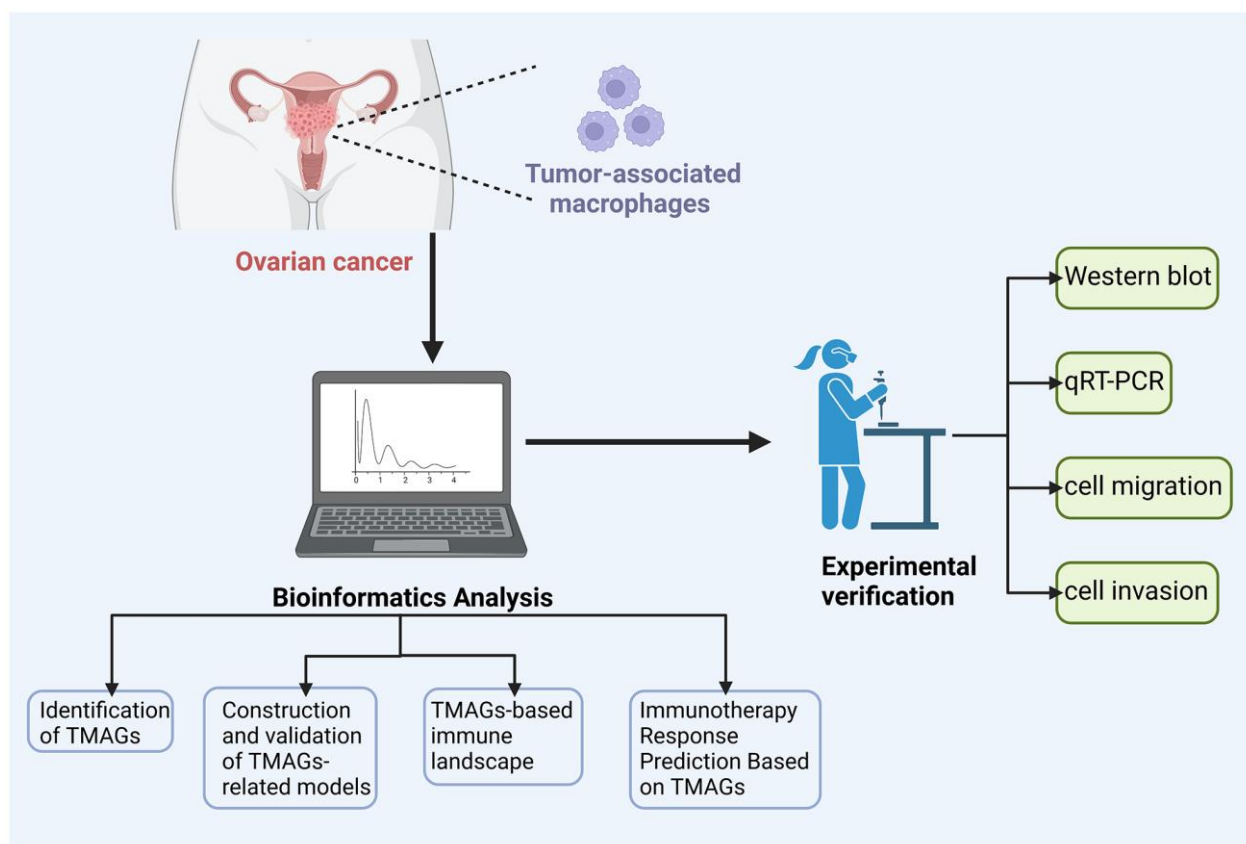 Tumor-associated
macrophages
Ovarian cancer
0 1 2 3 4
Bioinformatics Analysis
Identification
of TMAGs
Construction
and validation
of TMAGs-
related models
TMAGs-based
immune
landscape
Immunotherapy
Response
Prediction Based
on TMAGs
Experimental
verification
Western blot
qRT-PCR
cell migration
cell invasion